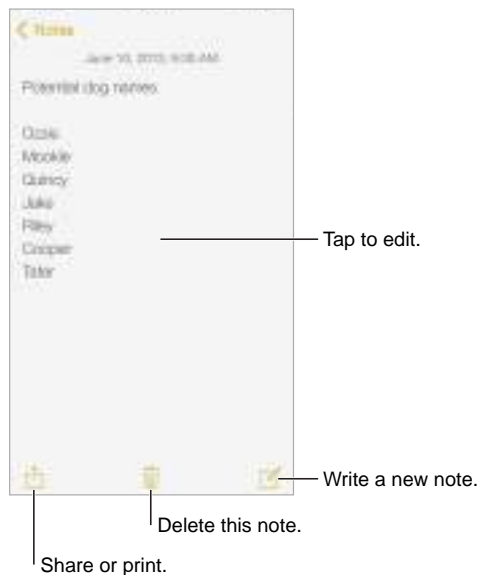 Notes
June 10, 2013, 9:00 AM
Potential dog names
Ozzie
Mookie
Quincy
Jake
Riley
Cooper
Tater
Tap to edit.
Write a new note.
Delete this note.
Share or print.